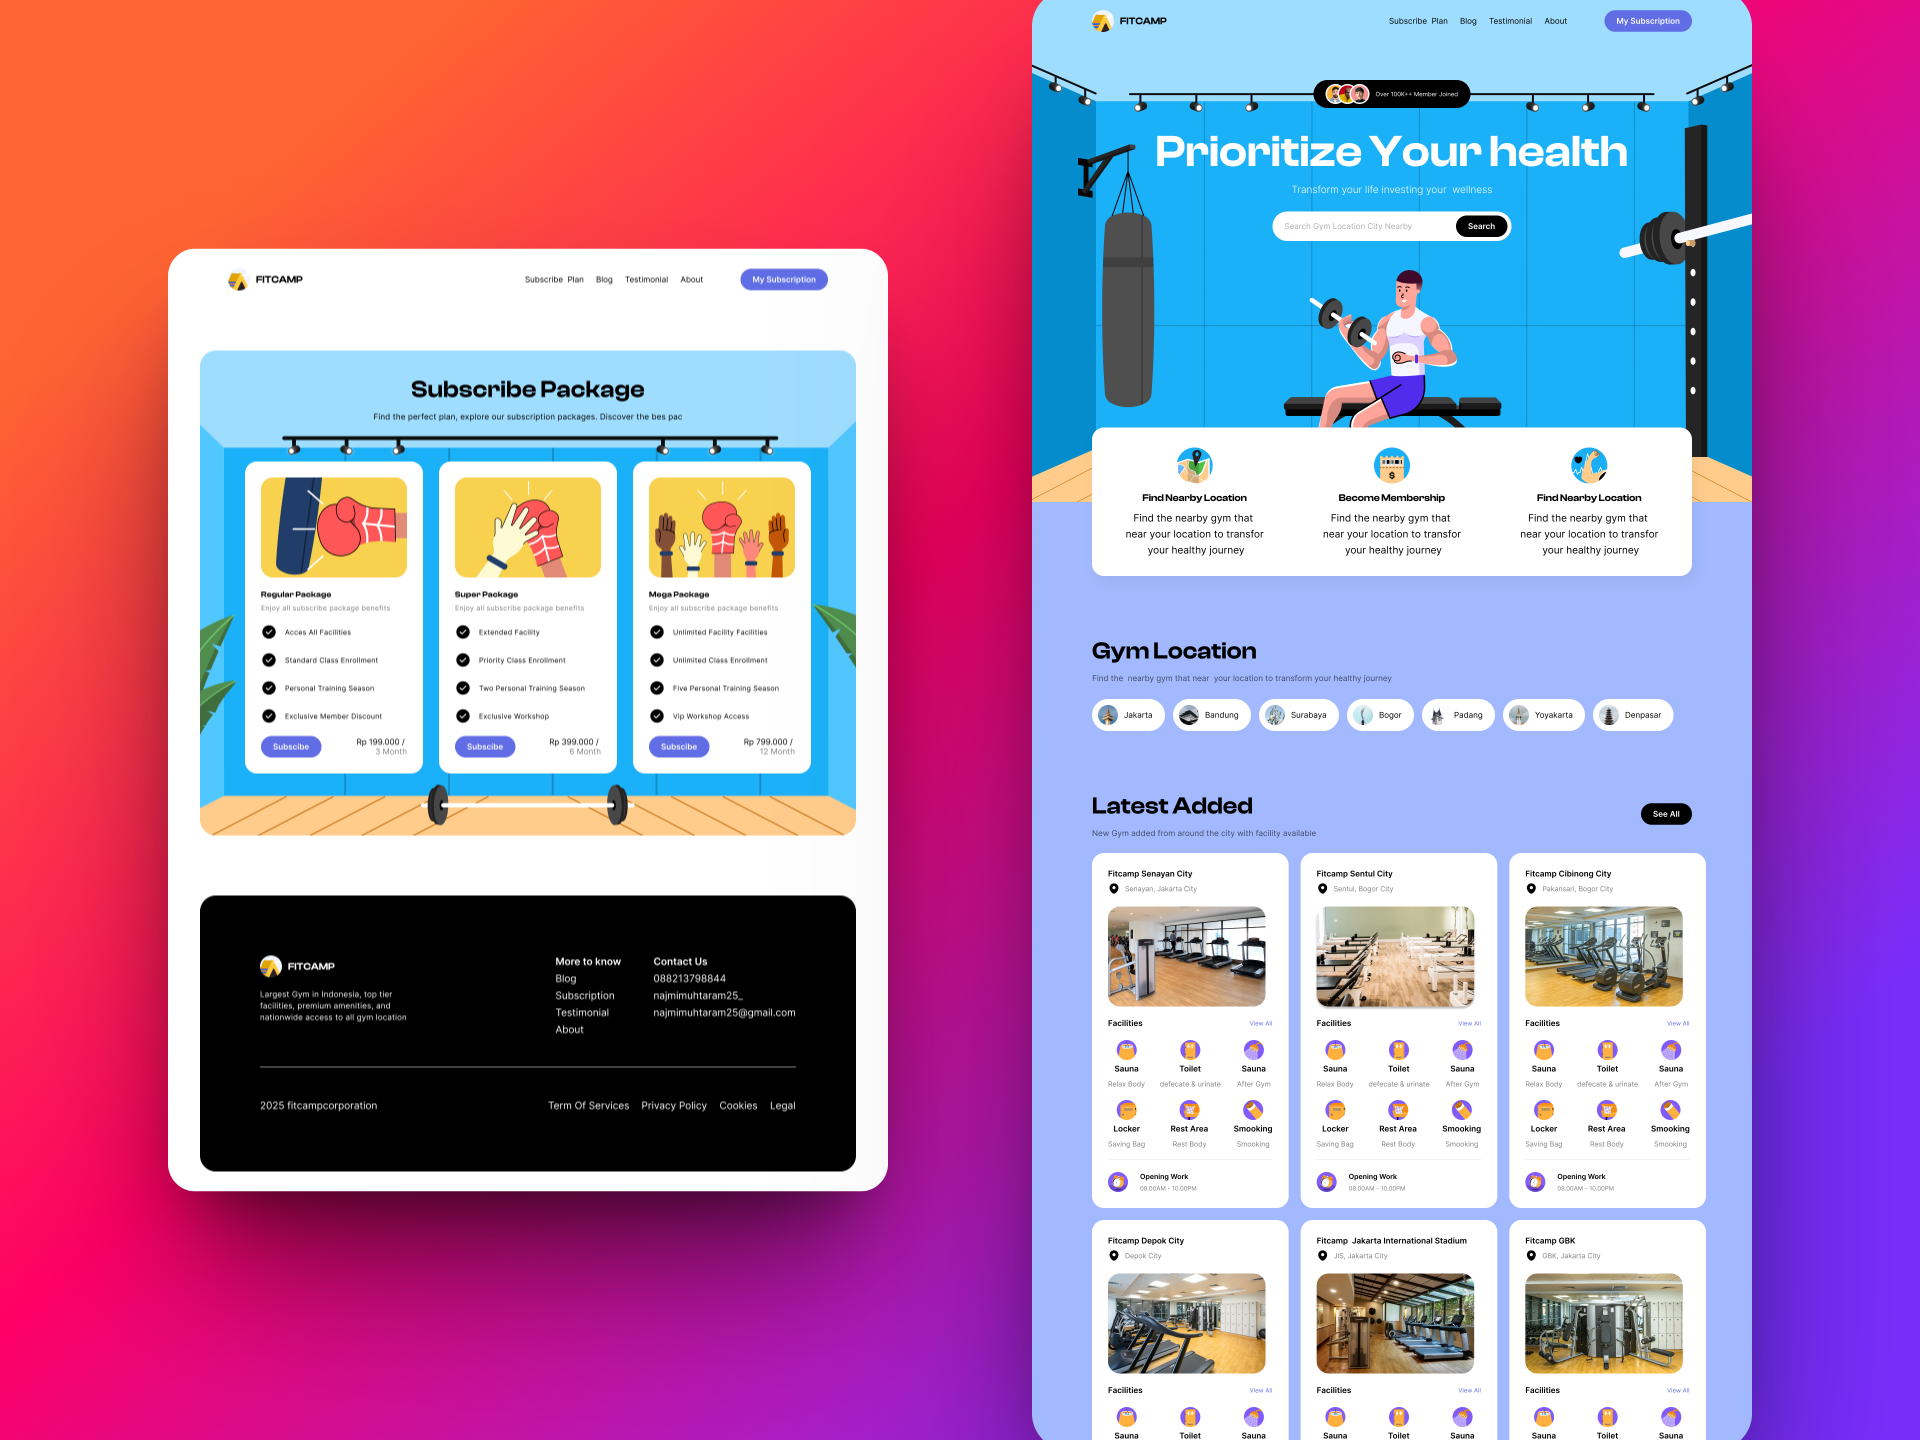 FITCAMP
Subscribe Plan Blog Testimonial About My Subscription
Subscribe Package
Find the perfect plan, explore our subscription packages. Discover the bes pac
Regular Package
Enjoy all subscribe package benefits
Acces All Facilities
Standard Class Enrollment
Personal Training Season
Exclusive Member Discount
Subscibe
Rp 199.000 /
3 Month
Super Package
Enjoy all subscribe package benefits
Extended Facility
Priority Class Enrollment
Two Personal Training Season
Exclusive Workshop
Subscibe
Rp 399.000 /
6 Month
Mega Package
Enjoy all subscribe package benefits
Unlimited Facility Facilities
Unlimited Class Enrollment
Five Personal Training Season
Vip Workshop Access
Subscibe
Rp 799.000 /
12 Month
FITCAMP
Largest Gym in Indonesia, top tier
facilities, premium amenities, and
nationwide access to all gym location
More to know
Blog
Subscription
Testimonial
About
Contact Us
088213798844
najmimuhtaram25_
najmimuhtaram25@gmail.com
2025 fitcampcorporation
Term Of Services Privacy Policy Cookies Legal
FITCAMP
Subscribe Plan Blog Testimonial About My Subscription
Over 100K++ Member Joined
Prioritize Your health
Transform your life investing your wellness
Search Gym Location City Nearby
Search
Find Nearby Location
Find the nearby gym that
near your location to transfor
your healthy journey
Become Membership
$
Find the nearby gym that
near your location to transfor
your healthy journey
Find Nearby Location
Find the nearby gym that
near your location to transfor
your healthy journey
Gym Location
Find the nearby gym that near your location to transform your healthy journey
Jakarta Bandung Surabaya Bogor Padang Yoyakarta Denpasar
Latest Added
New Gym added from around the city with facility available
See All
Fitcamp Senayan City
Senayan, Jakarta City
Facilities View All
Sauna Toilet Sauna
Relax Body defecate & urinate After Gym
Locker Rest Area Smooking
Saving Bag Rest Body Smooking
Opening Work
08.00AM - 10.00PM
Fitcamp Sentul City
Sentul, Bogor City
Facilities View All
Sauna Toilet Sauna
Relax Body defecate & urinate After Gym
Locker Rest Area Smooking
Saving Bag Rest Body Smooking
Opening Work
08.00AM - 10.00PM
Fitcamp Cibinong City
Pakansari, Bogor City
Facilities View All
Sauna Toilet Sauna
Relax Body defecate & urinate After Gym
Locker Rest Area Smooking
Saving Bag Rest Body Smooking
Opening Work
08.00AM - 10.00PM
Fitcamp Depok City
Depok City
Facilities View All
Sauna Toilet Sauna
Fitcamp Jakarta International Stadium
JIS, Jakarta City
Facilities View All
Sauna Toilet Sauna
Fitcamp GBK
GBK, Jakarta City
Facilities View All
Sauna Toilet Sauna